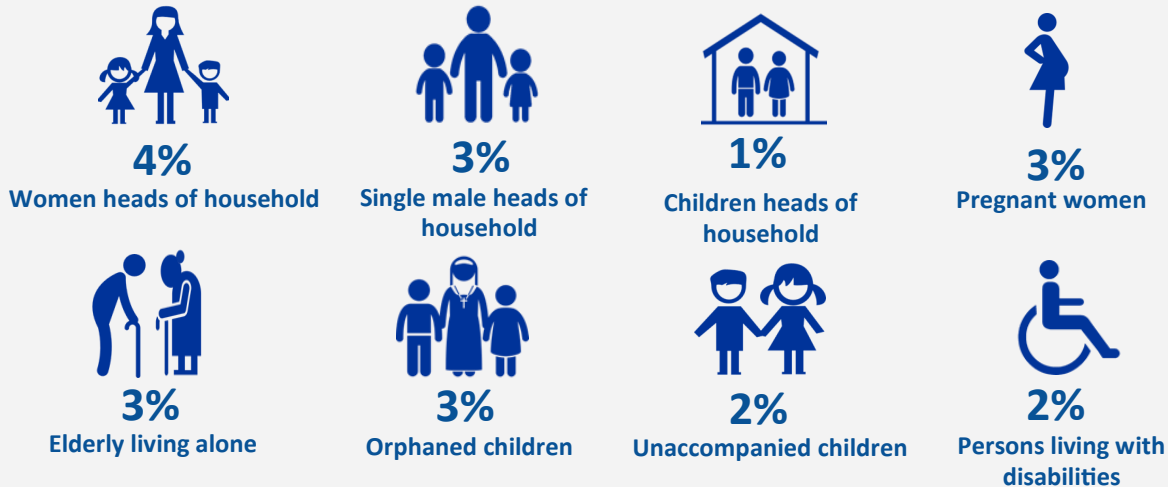 4%
Women heads of household
3%
Single male heads of
household
1%
Children heads of
household
3%
Pregnant women
3%
Elderly living alone
3%
Orphaned children
2%
Unaccompanied children
2%
Persons living with
disabilities